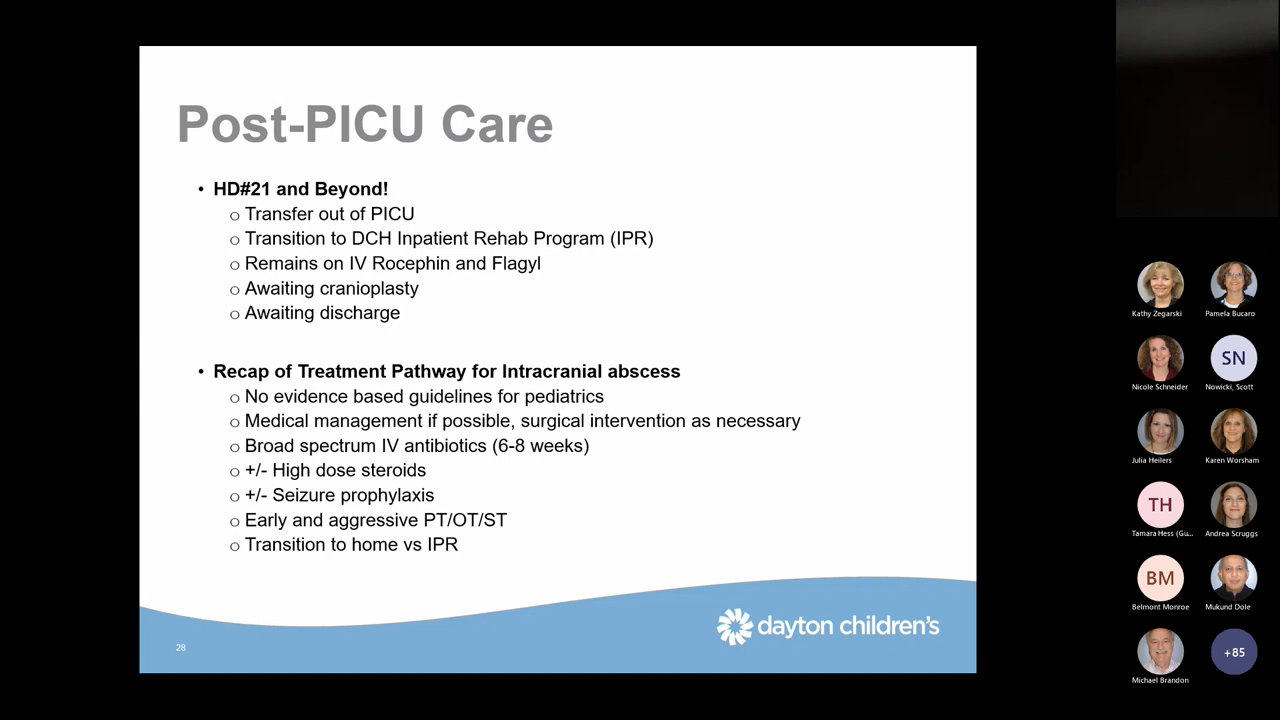 Post-PICU Care
• HD#21 and Beyond!
o Transfer out of PICU
o Transition to DCH Inpatient Rehab Program (IPR)
o Remains on IV Rocephin and Flagyl
o Awaiting cranioplasty
o Awaiting discharge
• Recap of Treatment Pathway for Intracranial abscess
o No evidence based guidelines for pediatrics
o Medical management if possible, surgical intervention as necessary
o Broad spectrum IV antibiotics (6-8 weeks)
o +/- High dose steroids
o +/- Seizure prophylaxis
o Early and aggressive PT/OT/ST
o Transition to home vs IPR
28
dayton children's
Kathy Zegarski
Pamela Bucaro
Nicole Schneider
SN
Nowicki, Scott
Julia Heilers
Karen Worsham
TH
Tamara Hess (Gu...
Andrea Scruggs
BM
Belmont Monroe
Mukund Dole
Michael Brandon
+85